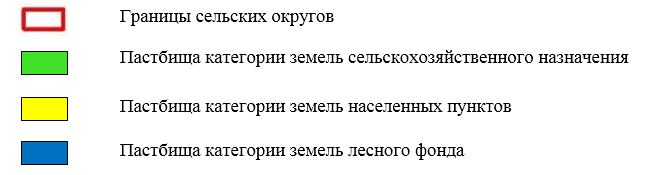 Границы сельских округов
Пастбища категории земель сельскохозяйственного назначения
Пастбища категории земель населенных пунктов
Пастбища категории земель лесного фонда